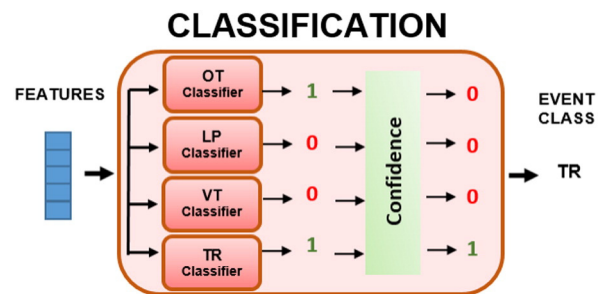 CLASSIFICATION
FEATURES
OT
Classifier
1
0
LP
Classifier
0
0
VT
Classifier
0
0
TR
Classifier
1
1
Confidence
EVENT
CLASS
TR